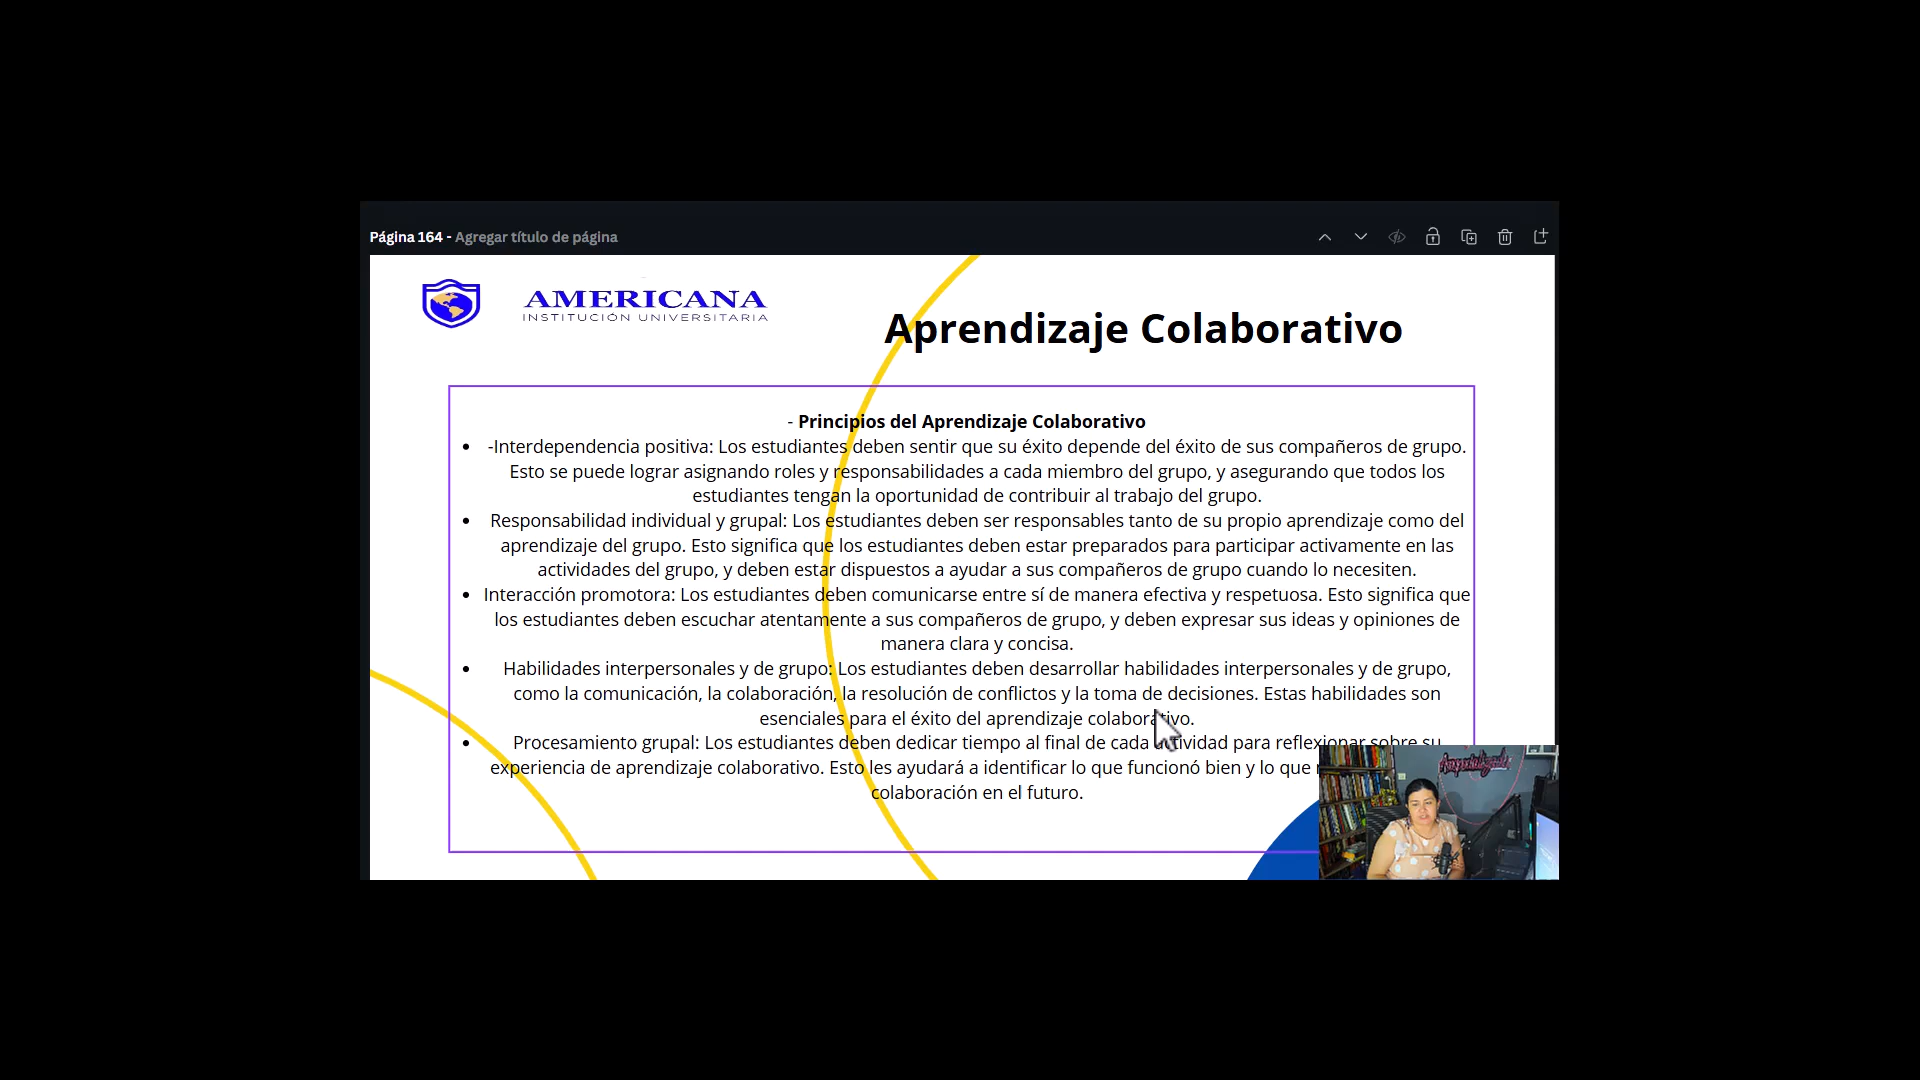 Página 164 - Agregar título de página
AMERICANA
INSTITUCIÓN UNIVERSITARIA
Aprendizaje Colaborativo
- Principios del Aprendizaje Colaborativo
-Interdependencia positiva: Los estudiantes deben sentir que su éxito depende del éxito de sus compañeros de grupo.
Esto se puede lograr asignando roles y responsabilidades a cada miembro del grupo, y asegurando que todos los
estudiantes tengan la oportunidad de contribuir al trabajo del grupo.
Responsabilidad individual y grupal: Los estudiantes deben ser responsables tanto de su propio aprendizaje como del
aprendizaje del grupo. Esto significa que los estudiantes deben estar preparados para participar activamente en las
actividades del grupo, y deben estar dispuestos a ayudar a sus compañeros de grupo cuando lo necesiten.
Interacción promotora: Los estudiantes deben comunicarse entre sí de manera efectiva y respetuosa. Esto significa que
los estudiantes deben escuchar atentamente a sus compañeros de grupo, y deben expresar sus ideas y opiniones de
manera clara y concisa.
Habilidades interpersonales y de grupo: Los estudiantes deben desarrollar habilidades interpersonales y de grupo,
como la comunicación, la colaboración, la resolución de conflictos y la toma de decisiones. Estas habilidades son
esenciales para el éxito del aprendizaje colaborativo.
Procesamiento grupal: Los estudiantes deben dedicar tiempo al final de cada actividad para reflexionar sobre su
experiencia de aprendizaje colaborativo. Esto les ayudará a identificar lo que funcionó bien y lo que
colaboración en el futuro.